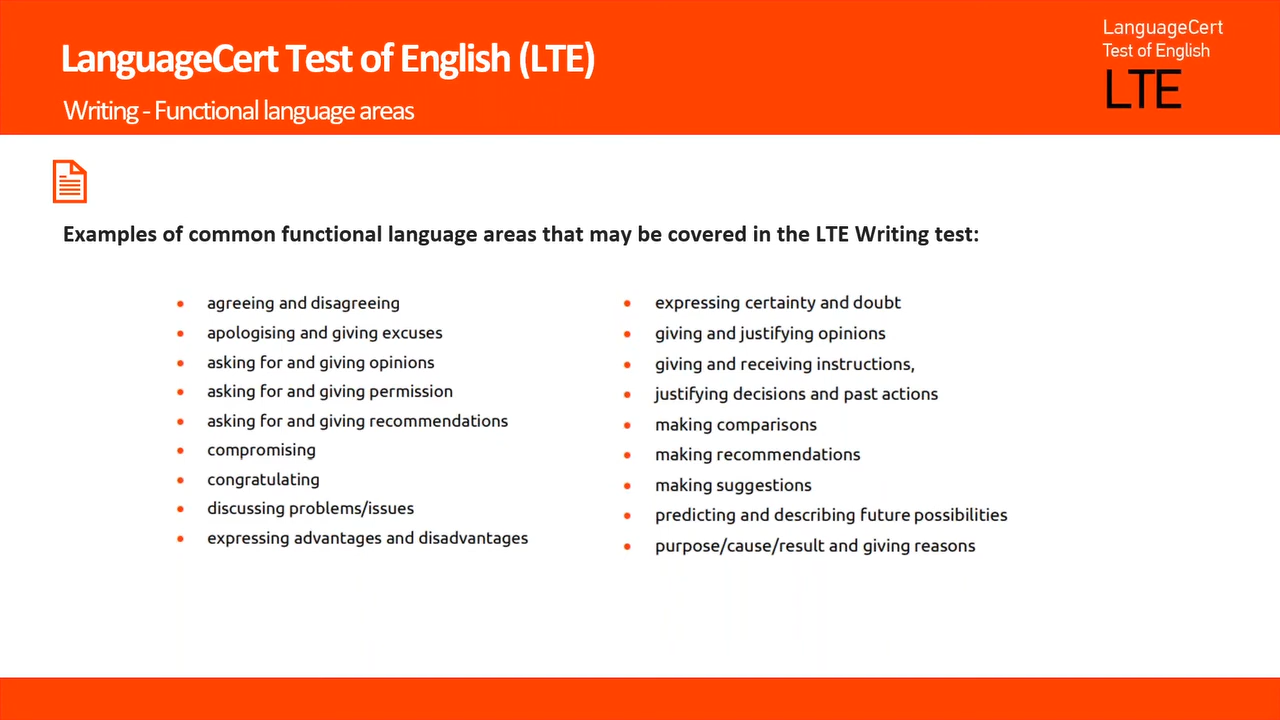 LanguageCert Test of English (LTE)
Writing - Functional language areas
LanguageCert
Test of English
LTE
Examples of common functional language areas that may be covered in the LTE Writing test:
agreeing and disagreeing
apologising and giving excuses
asking for and giving opinions
asking for and giving permission
asking for and giving recommendations
compromising
congratulating
discussing problems/issues
expressing advantages and disadvantages
expressing certainty and doubt
giving and justifying opinions
giving and receiving instructions,
justifying decisions and past actions
making comparisons
making recommendations
making suggestions
predicting and describing future possibilities
purpose/cause/result and giving reasons